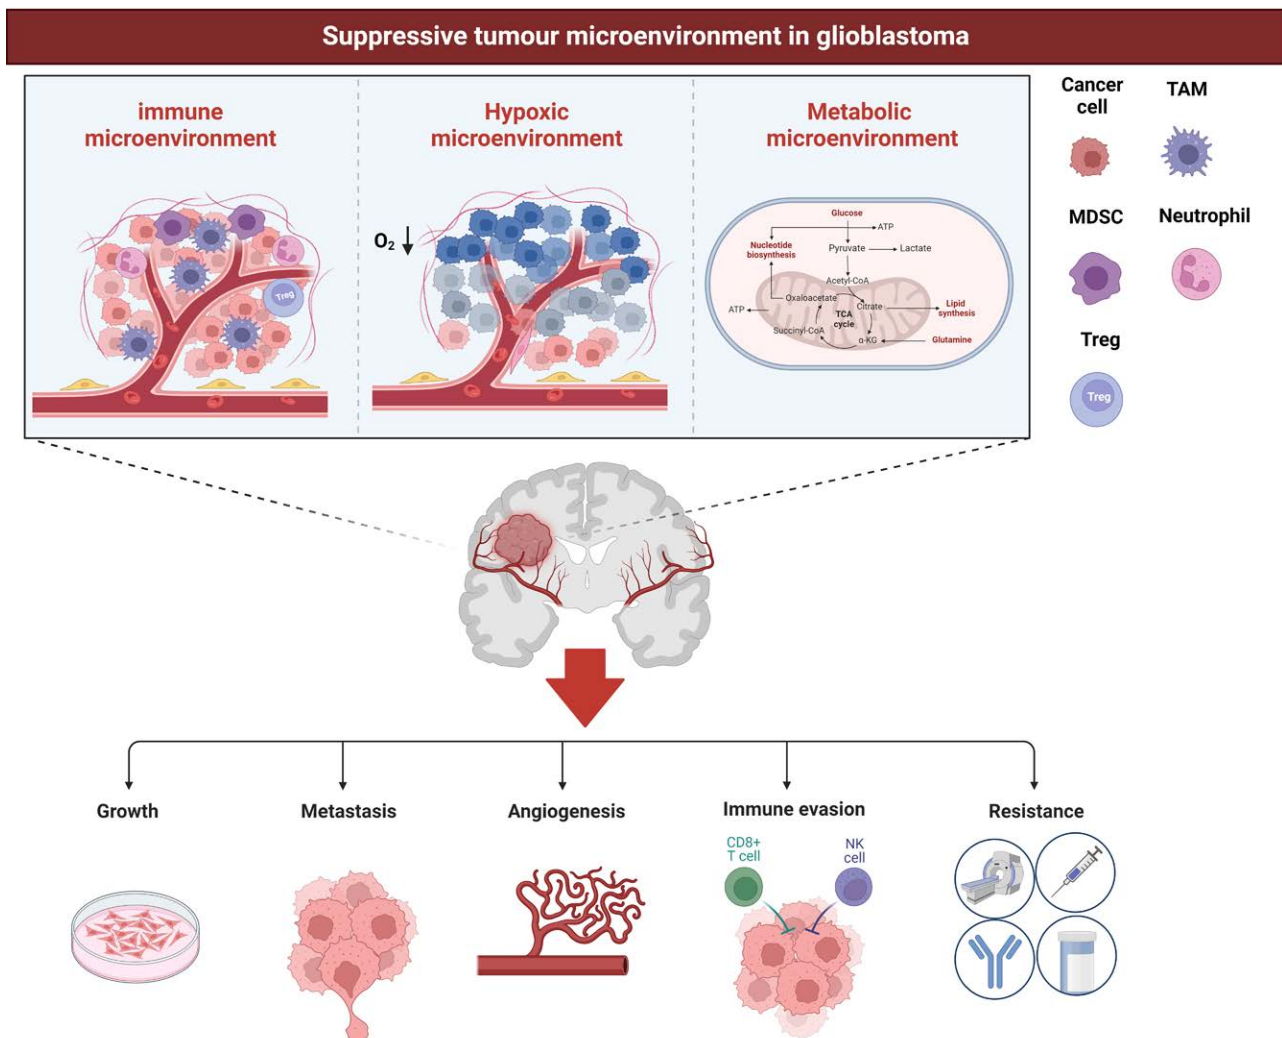 Suppressive tumour microenvironment in glioblastoma
immune
microenvironment
Hypoxic
microenvironment
Metabolic
microenvironment
Treg
O₂
Glucose
ATP
Nucleotide
biosynthesis
Pyruvate
Lactate
Acetyl-CoA
Oxaloacetate
Citrate
ATP
TCA
cycle
Lipid
synthesis
Succinyl-CoA
α-KG
Glutamine
Cancer
cell
TAM
MDSC
Neutrophil
Treg
Treg
Growth
Metastasis
Angiogenesis
Immune evasion
Resistance
CD8+
T cell
NK
cell